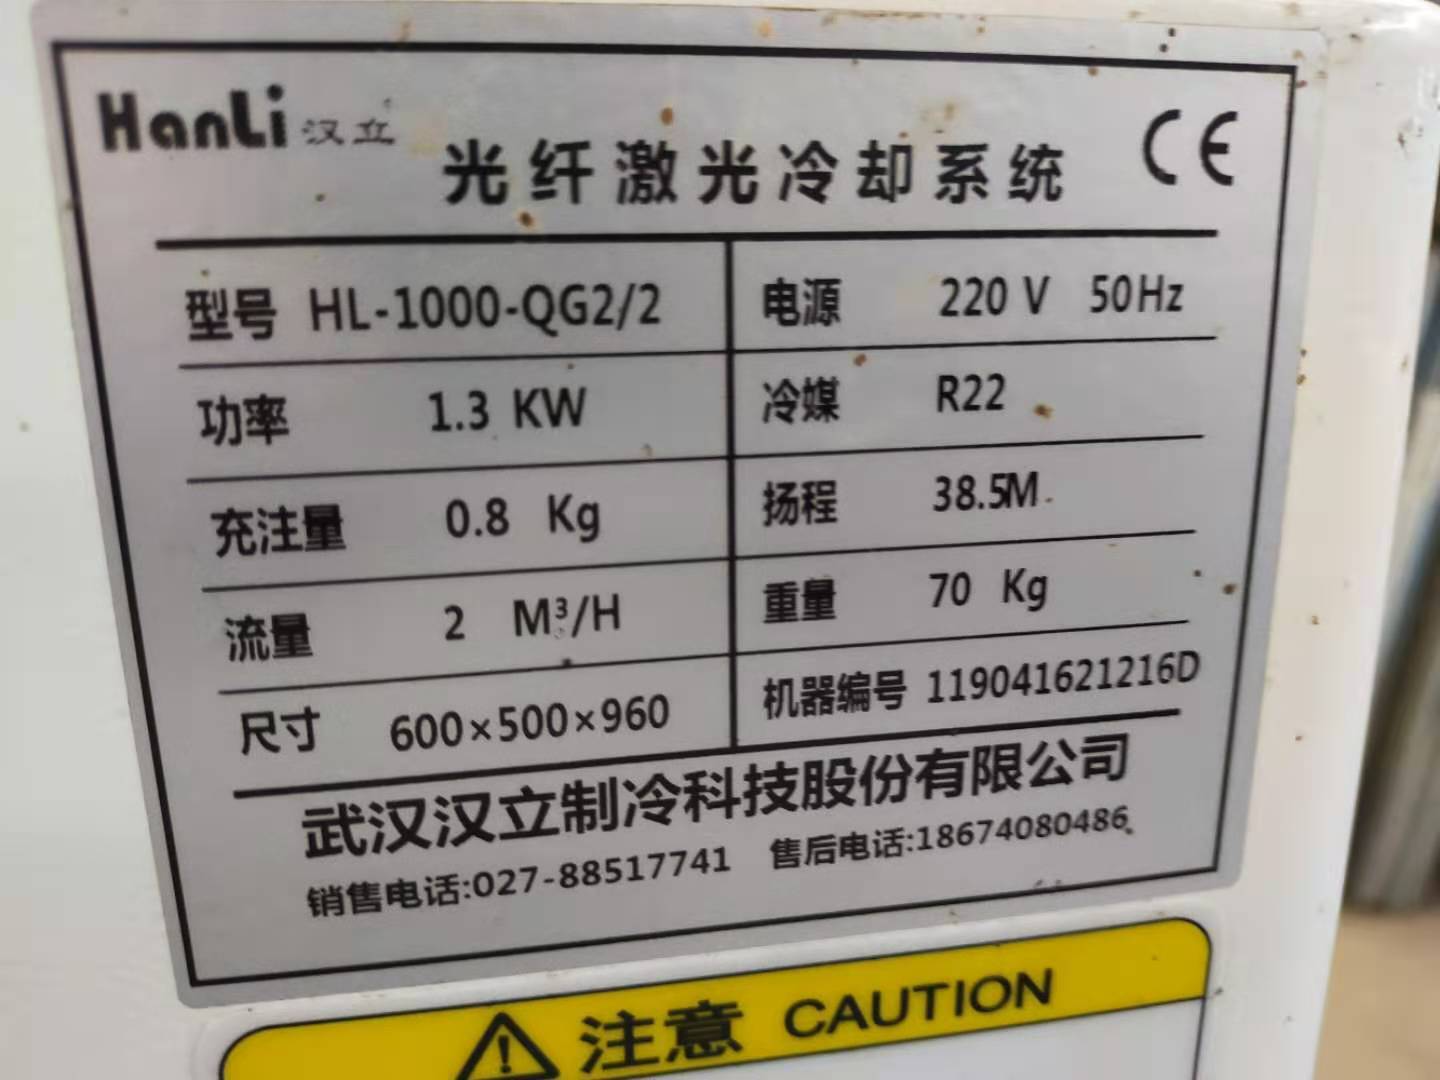 HanLi 汉立
CE
光纤激光冷却系统
型号 HL-1000-QG2/2 电源 220 V 50Hz
功率 1.3 KW 冷媒 R22
充注量 0.8 Kg 扬程 38.5M
流量 2 M³/H 重量 70 Kg
尺寸 600×500×960 机器编号 119041621216D
武汉汉立制冷科技股份有限公司
销售电话:027-88517741 售后电话:18674080486
注意 CAUTION